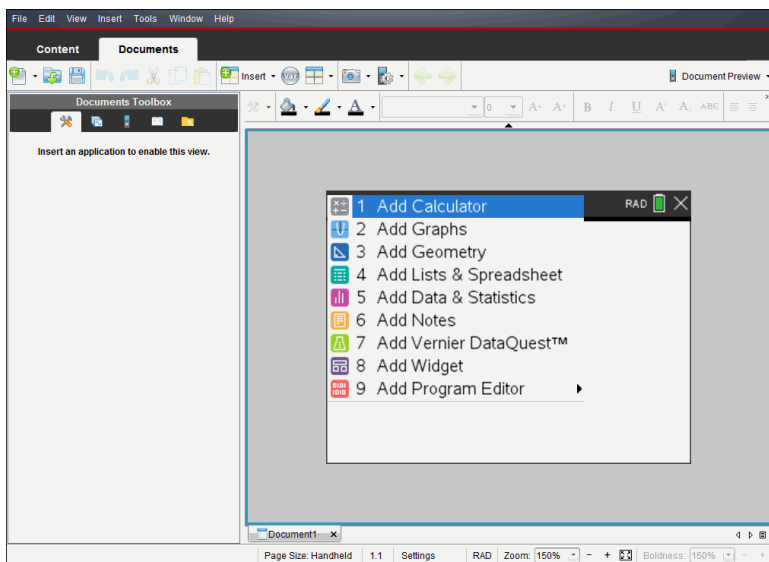 File Edit View Insert Tools Window Help
Content Documents
Insert VAR Document Preview
Documents Toolbox
0 A A B I U A A ABC
Insert an application to enable this view.
1 Add Calculator RAD
2 Add Graphs
3 Add Geometry
4 Add Lists & Spreadsheet
5 Add Data & Statistics
6 Add Notes
7 Add Vernier DataQuest™
8 Add Widget
9 Add Program Editor
Document1
Page Size: Handheld 1.1 Settings RAD Zoom: 150% - + Boldness: 150% - +